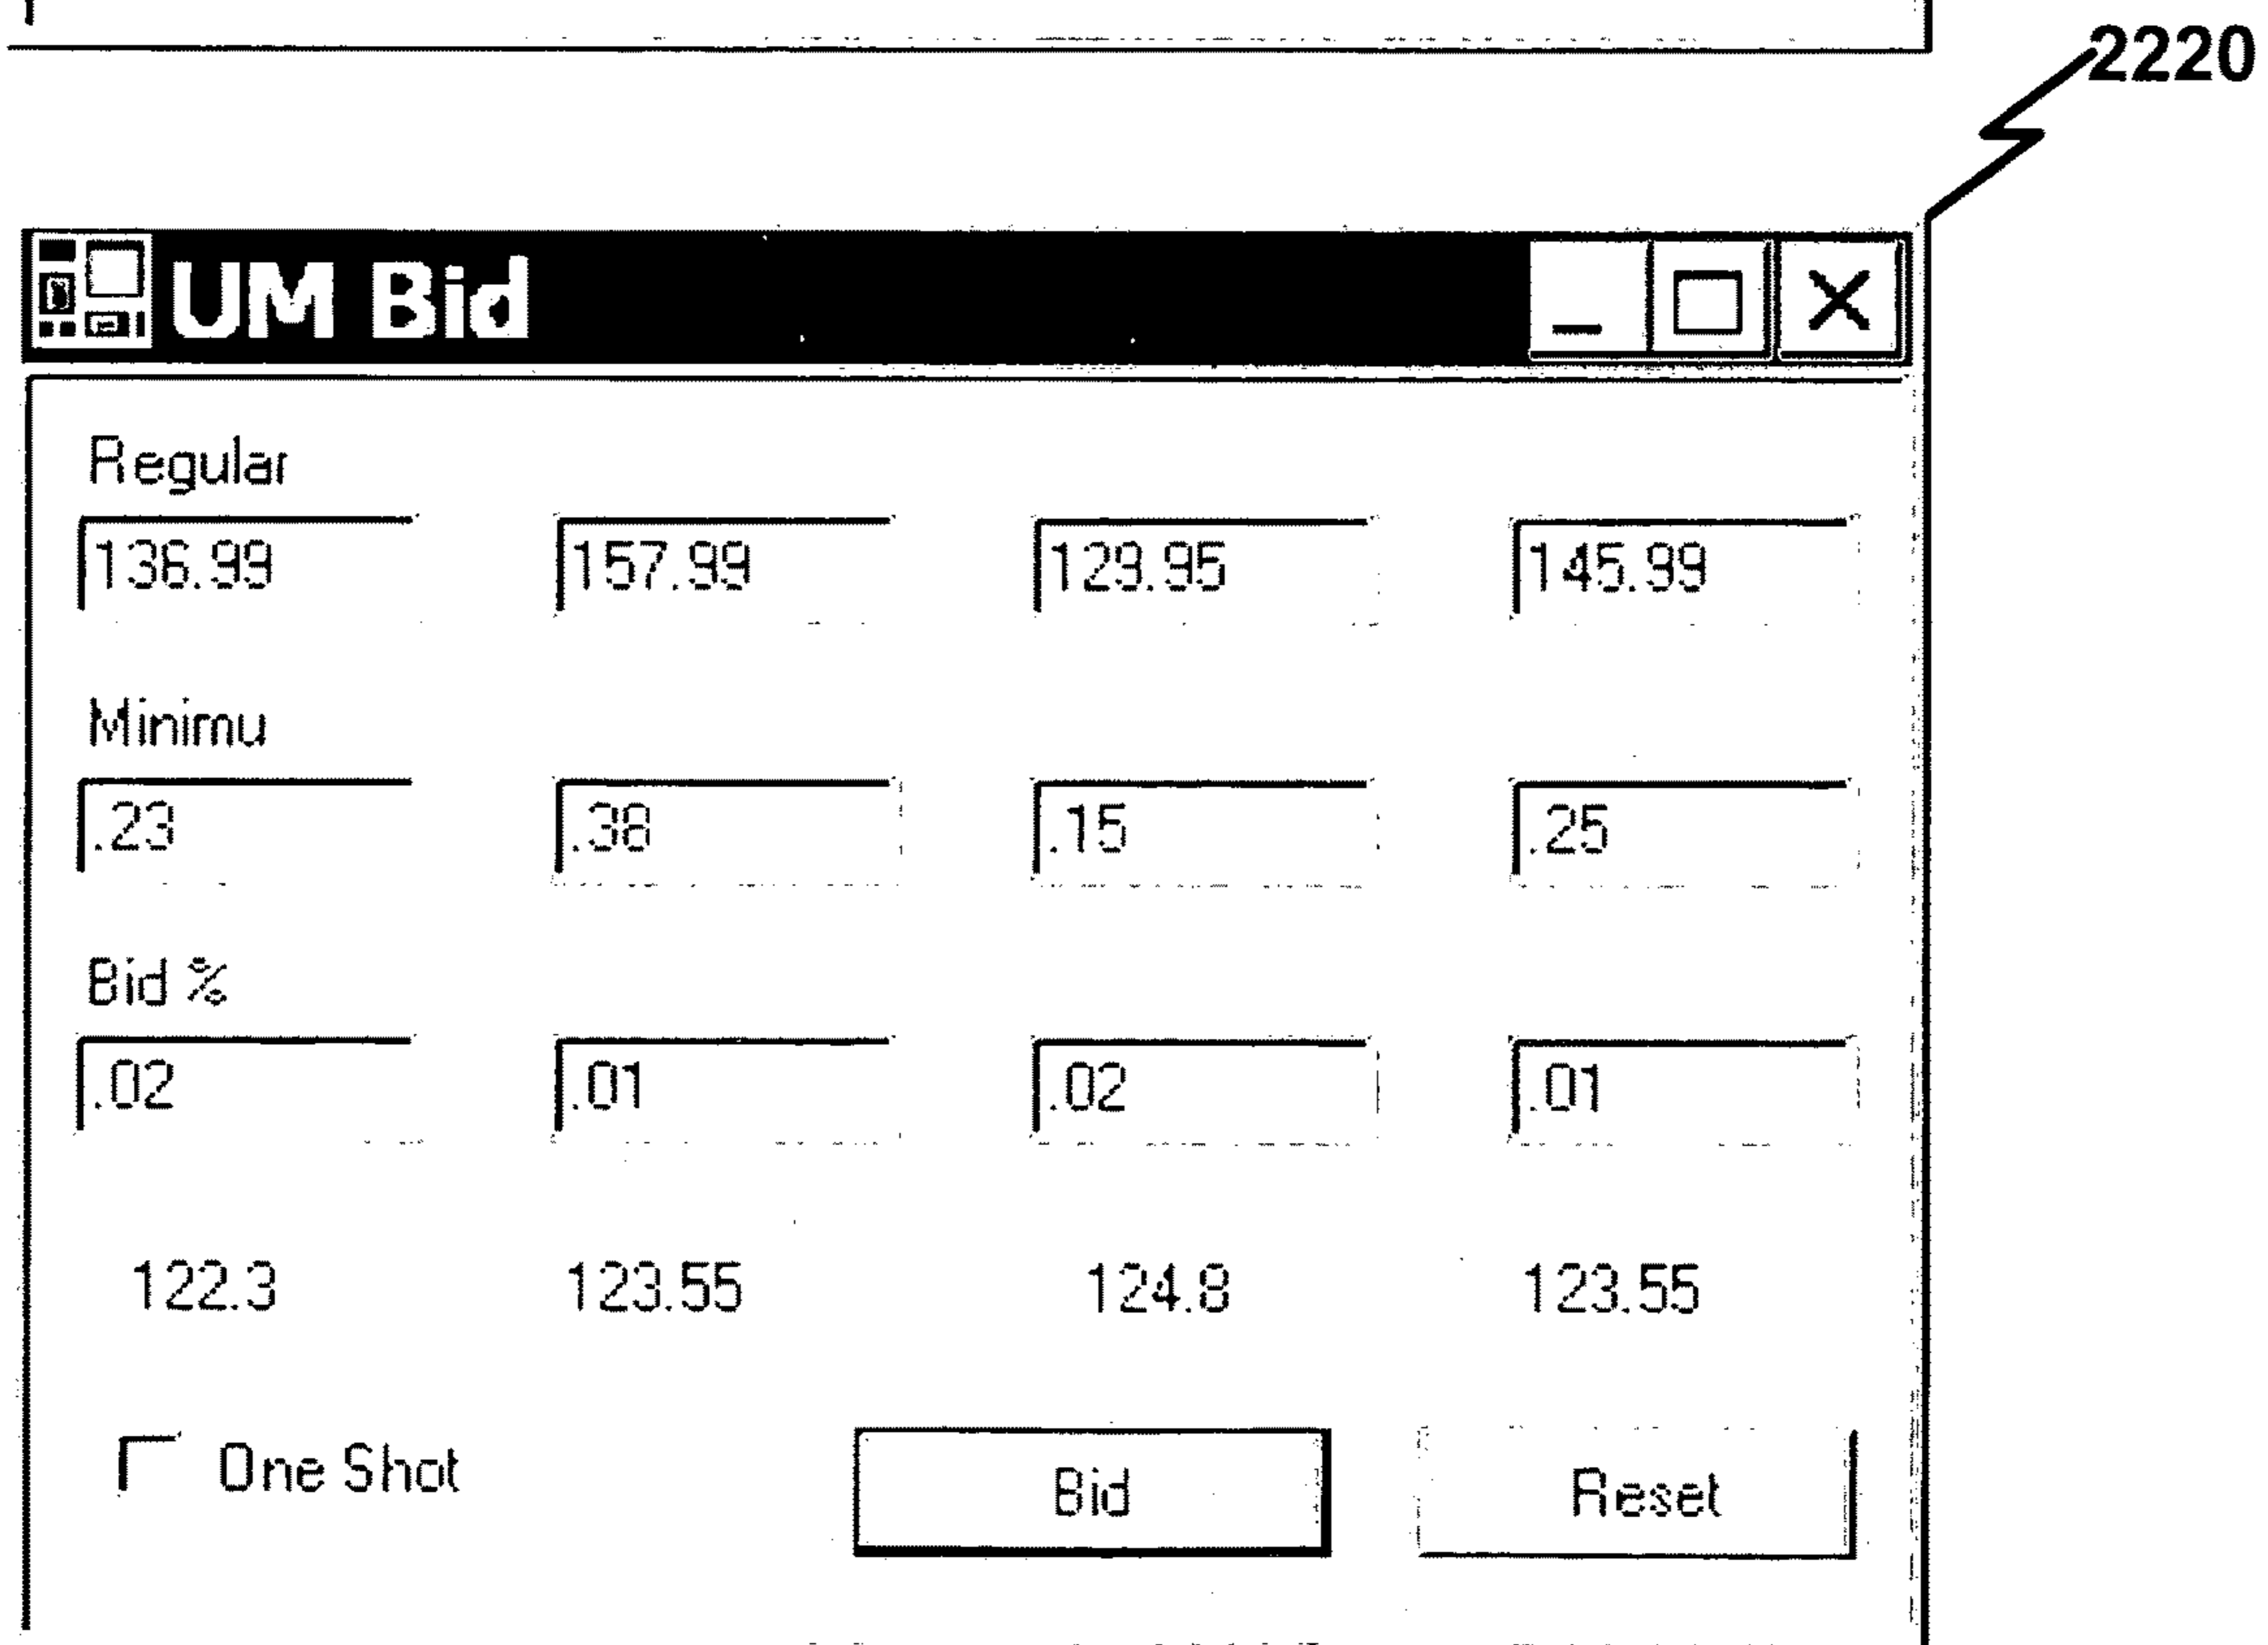 2220
UM Bid
Regular
136.99 157.99 129.95 145.99
Minimu
.23 .38 .15 .25
Bid %
.02 .01 .02 .01
122.3 123.55 124.8 123.55
One Shot Bid Reset